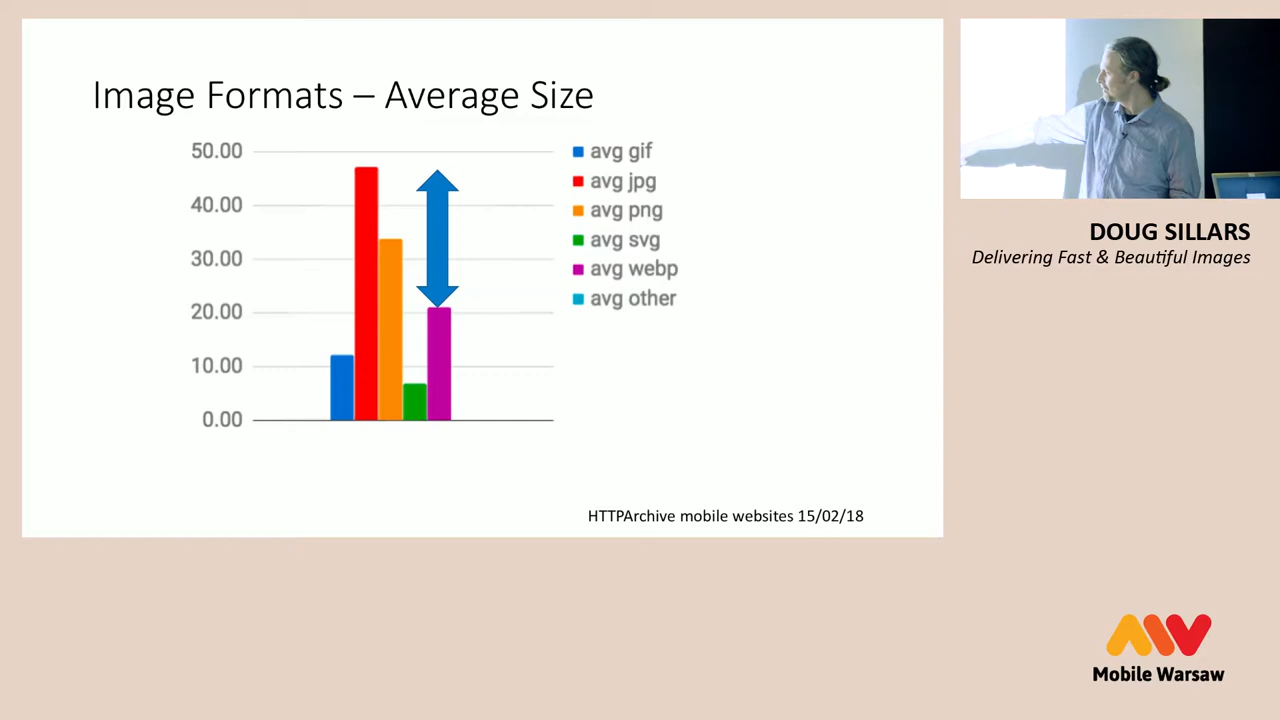 Image Formats – Average Size
50.00
40.00
30.00
20.00
10.00
0.00
avg gif
avg jpg
avg png
avg svg
avg webp
avg other
HTTPArchive mobile websites 15/02/18
DOUG SILLARS
Delivering Fast & Beautiful Images
Mobile Warsaw